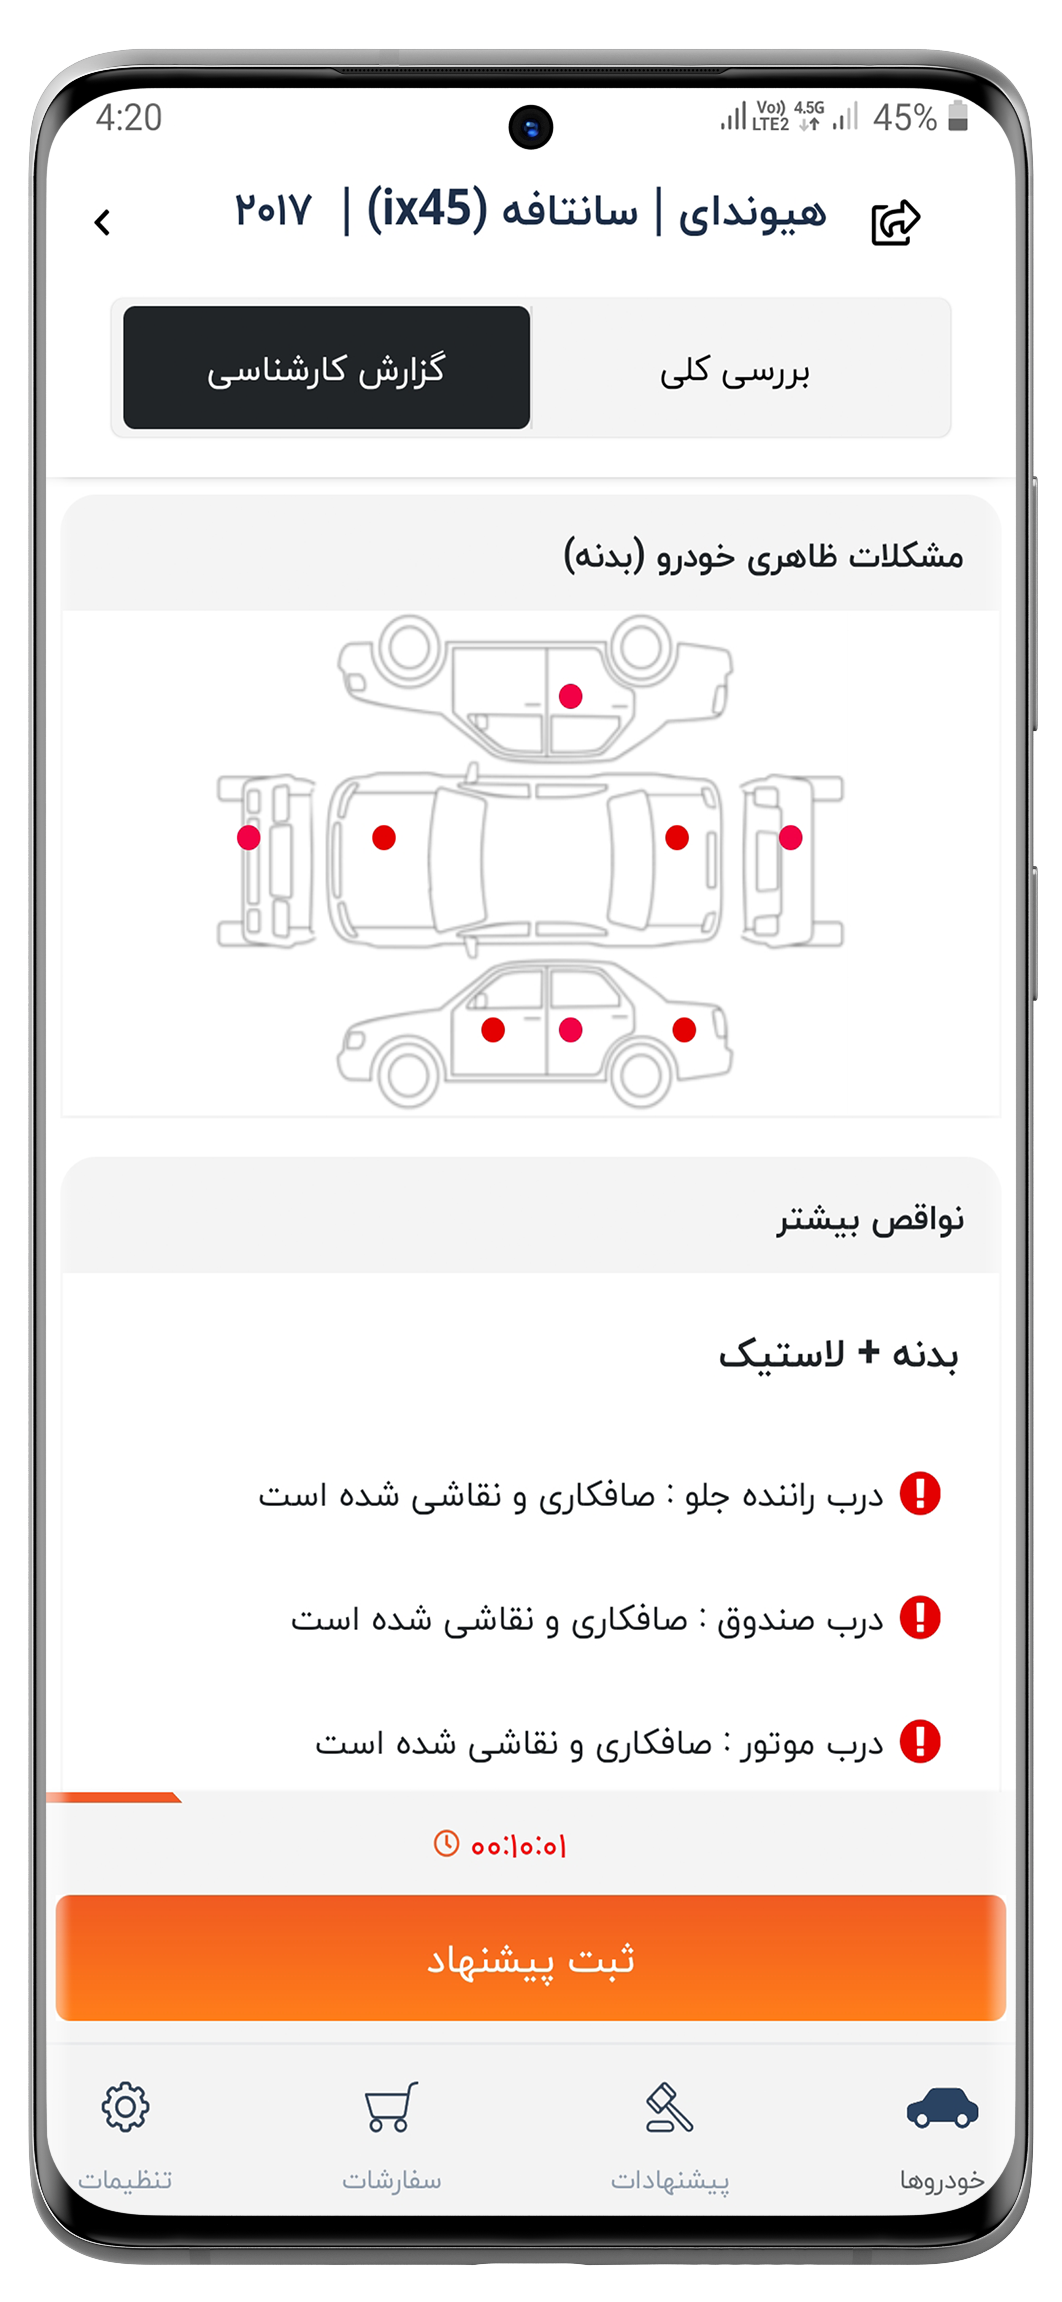 4:20 Vo)) LTE2 4.5G 45%
هیوندای | سانتافه (ix45) | ۲۰۱۷
بررسی کلی گزارش کارشناسی
مشکلات ظاهری خودرو (بدنه)
نواقص بیشتر
بدنه + لاستیک
درب راننده جلو : صافکاری و نقاشی شده است
درب صندوق : صافکاری و نقاشی شده است
درب موتور : صافکاری و نقاشی شده است
۰۰:۱۰:۰۱
ثبت پیشنهاد
خودروها پیشنهادات سفارشات تنظیمات